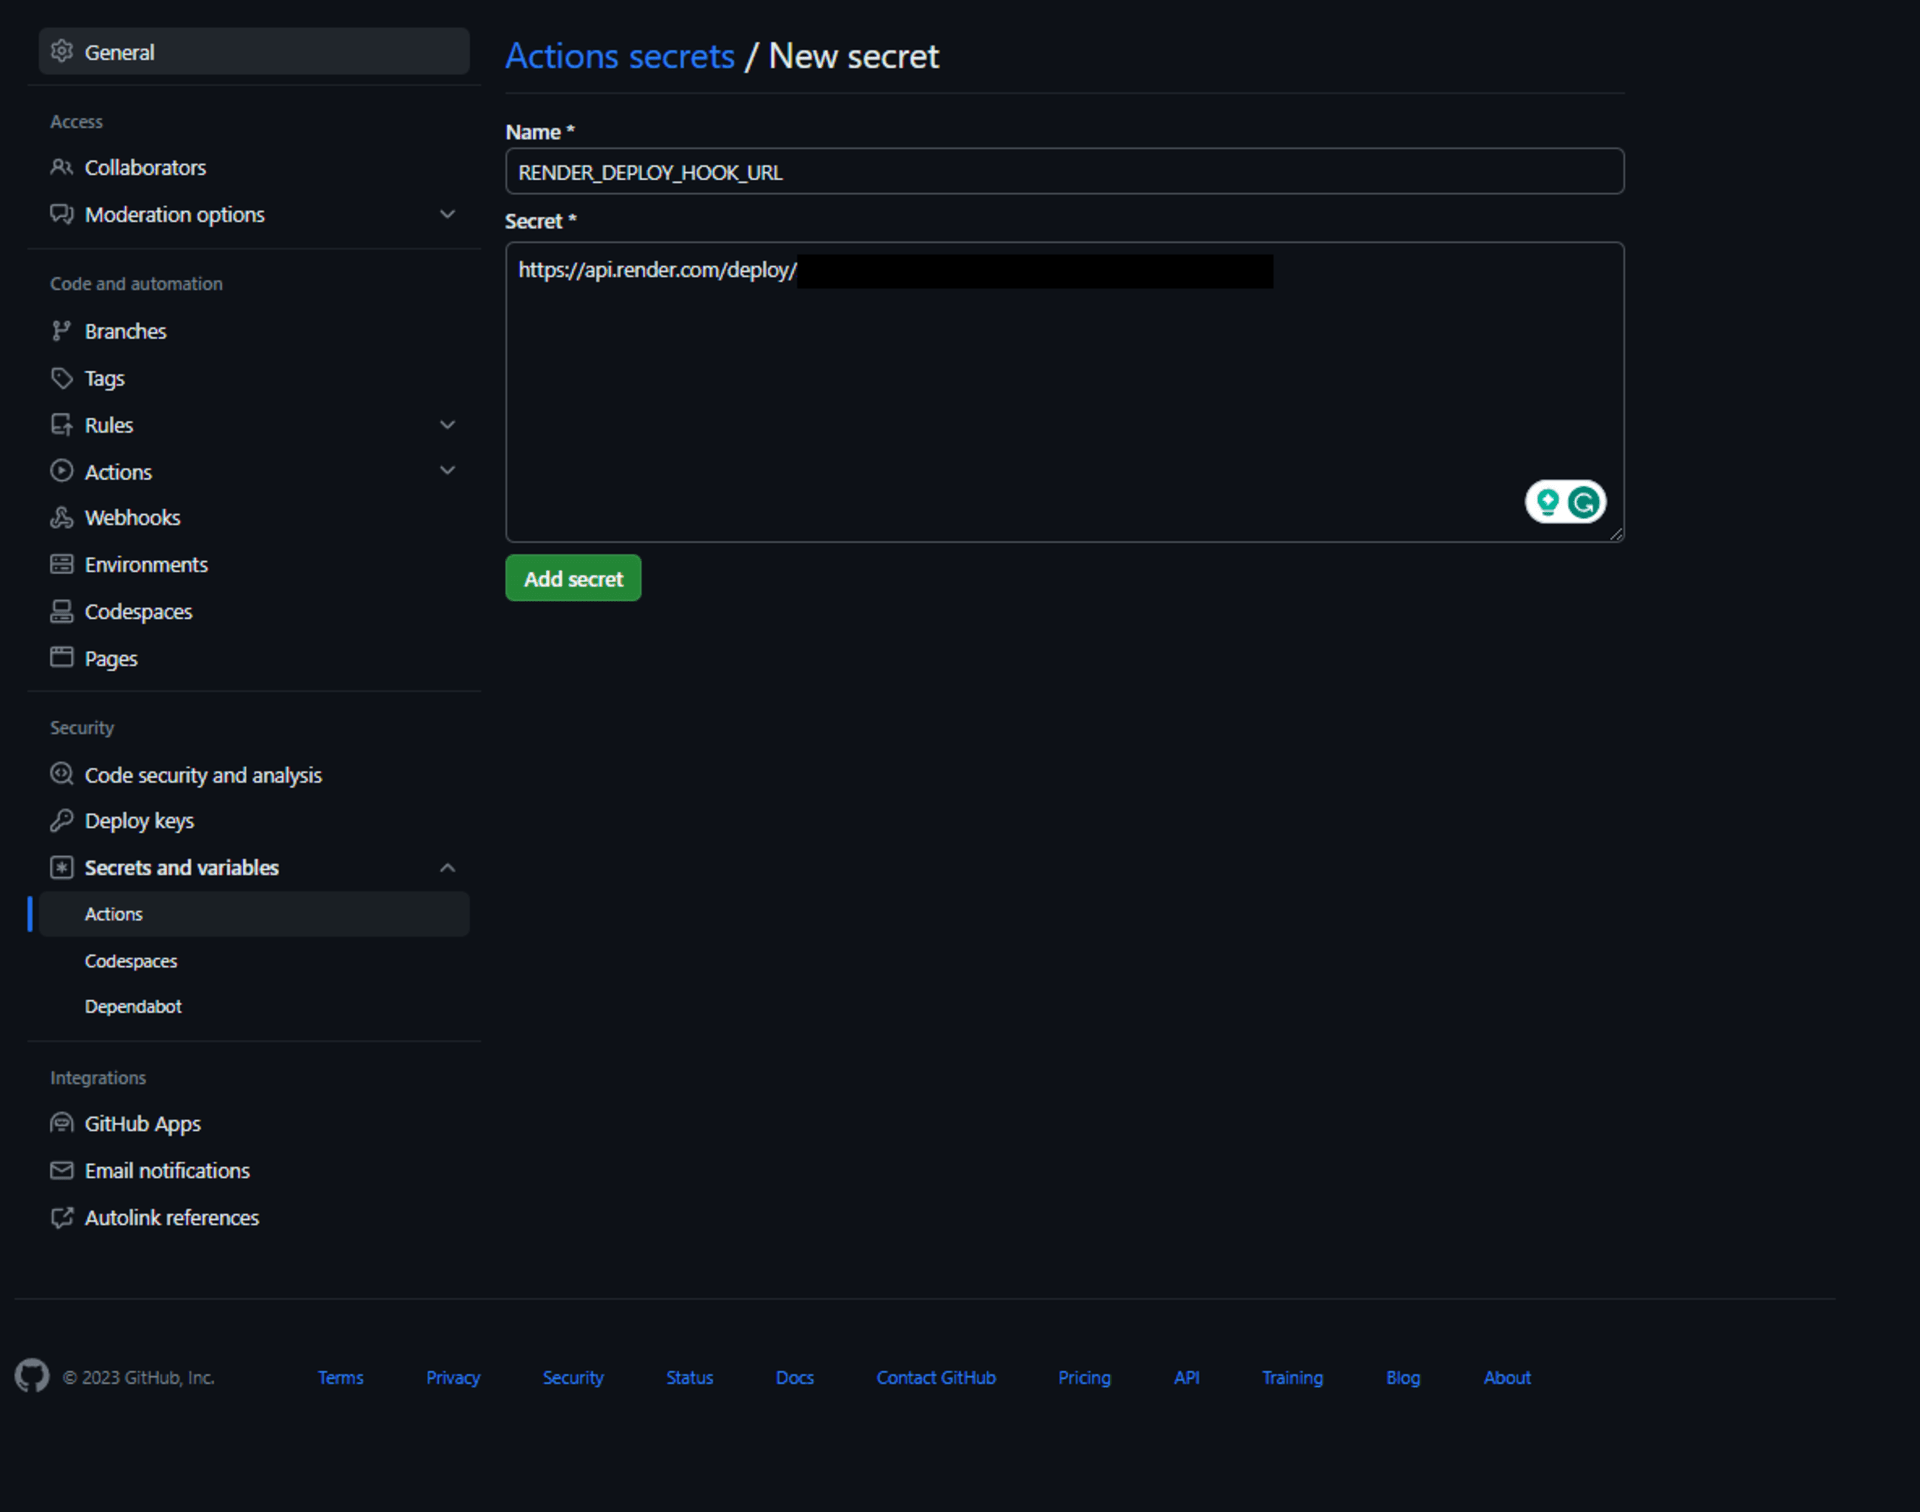 General
Access
Collaborators
Moderation options
Code and automation
Branches
Tags
Rules
Actions
Webhooks
Environments
Codespaces
Pages
Security
Code security and analysis
Deploy keys
Secrets and variables
Actions
Codespaces
Dependabot
Integrations
GitHub Apps
Email notifications
Autolink references
Actions secrets / New secret
Name *
RENDER_DEPLOY_HOOK_URL
Secret *
https://api.render.com/deploy/
Add secret
© 2023 GitHub, Inc. Terms Privacy Security Status Docs Contact GitHub Pricing API Training Blog About